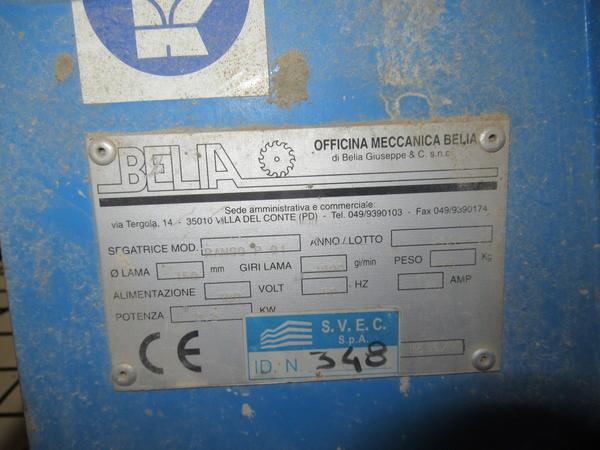 BELIA
OFFICINA MECCANICA BELIA
di Belia Giuseppe & C. s.n.c.
Sede amministrativa e commerciale:
via Tergola, 14 - 35010 VILLA DEL CONTE (PD) - Tel. 049/9390103 - Fax 049/9390174
SEGATRICE MOD. ANNO / LOTTO
Ø LAMA 350 mm GIRI LAMA g/min PESO Kg
ALIMENTAZIONE VOLT HZ AMP
POTENZA KW
CE
S.V.E.C.
S.p.A.
ID. N. 348